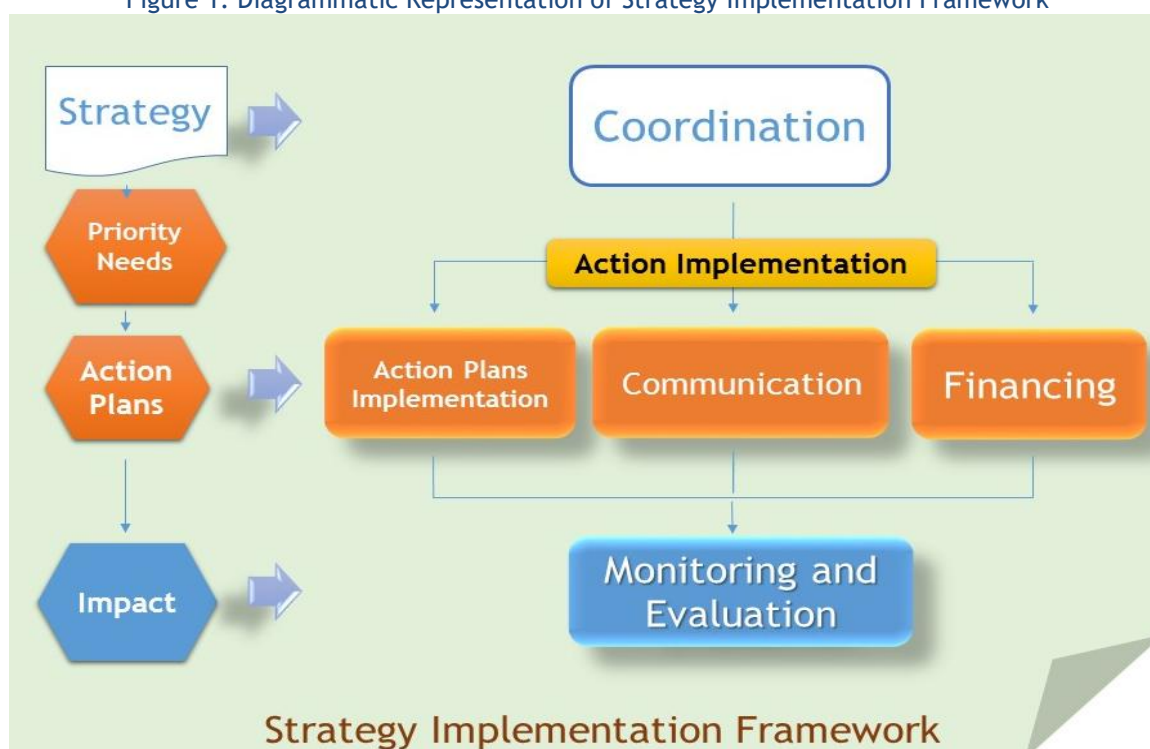 Figure 1: Diagrammatic Representation of Strategy Implementation Framework
Strategy
Coordination
Priority
Needs
Action Implementation
Action
Plans
Action Plans
Implementation
Communication
Financing
Impact
Monitoring and
Evaluation
Strategy Implementation Framework